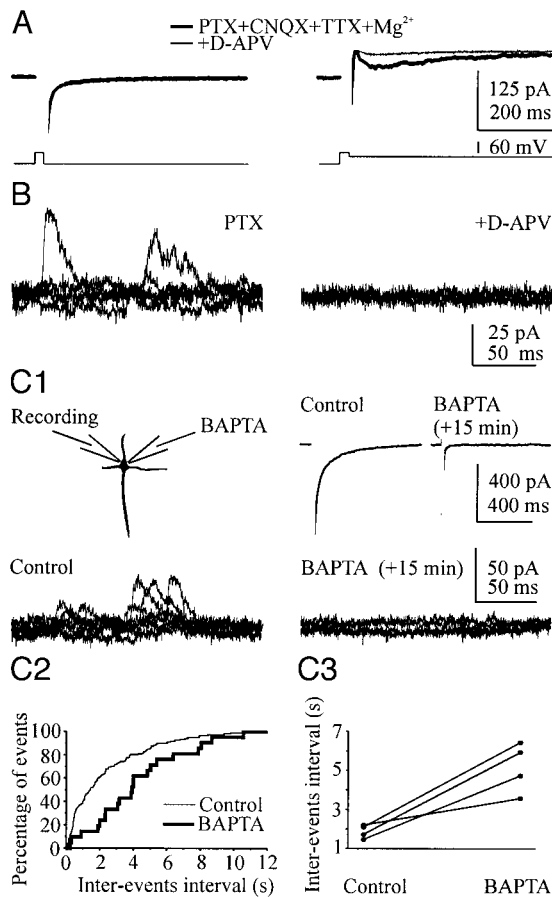 A
PTX+CNQX+TTX+Mg²⁺
+D-APV
125 pA
200 ms
60 mV
B
PTX
+D-APV
25 pA
50 ms
C1
Recording
BAPTA
Control
BAPTA
(+15 min)
400 pA
400 ms
Control
BAPTA (+15 min)
50 pA
50 ms
C2
Percentage of events
100
80
60
40
20
0
Control
BAPTA
0 2 4 6 8 10 12
Inter-events interval (s)
C3
Inter-events interval (s)
7
5
3
1
Control BAPTA